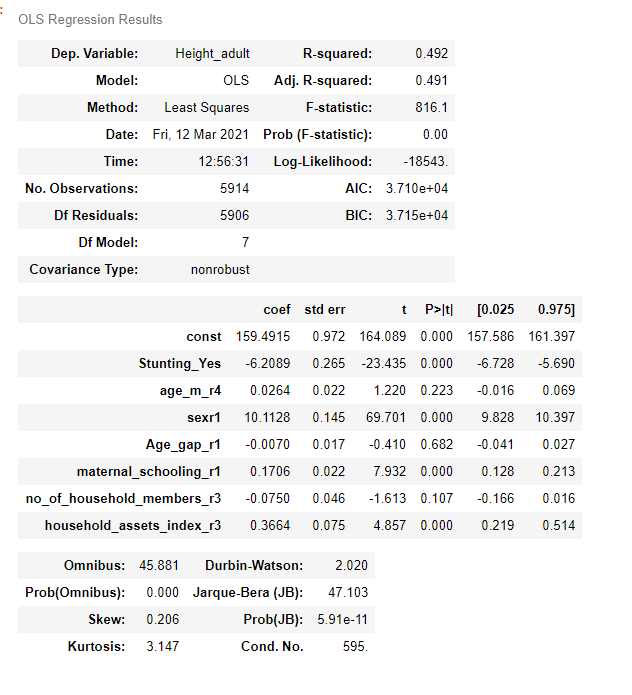 OLS Regression Results
Dep. Variable: Height_adult R-squared: 0.492
Model: OLS Adj. R-squared: 0.491
Method: Least Squares F-statistic: 816.1
Date: Fri, 12 Mar 2021 Prob (F-statistic): 0.00
Time: 12:56:31 Log-Likelihood: -18543.
No. Observations: 5914 AIC: 3.710e+04
Df Residuals: 5906 BIC: 3.715e+04
Df Model: 7
Covariance Type: nonrobust
coef std err t P>|t| [0.025 0.975]
const 159.4915 0.972 164.089 0.000 157.586 161.397
Stunting_Yes -6.2089 0.265 -23.435 0.000 -6.728 -5.690
age_m_r4 0.0264 0.022 1.220 0.223 -0.016 0.069
sexr1 10.1128 0.145 69.701 0.000 9.828 10.397
Age_gap_r1 -0.0070 0.017 -0.410 0.682 -0.041 0.027
maternal_schooling_r1 0.1706 0.022 7.932 0.000 0.128 0.213
no_of_household_members_r3 -0.0750 0.046 -1.613 0.107 -0.166 0.016
household_assets_index_r3 0.3664 0.075 4.857 0.000 0.219 0.514
Omnibus: 45.881 Durbin-Watson: 2.020
Prob(Omnibus): 0.000 Jarque-Bera (JB): 47.103
Skew: 0.206 Prob(JB): 5.91e-11
Kurtosis: 3.147 Cond. No. 595.